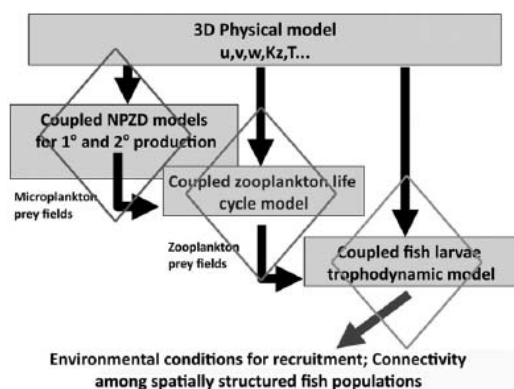 3D Physical model
u,v,w,Kz,T...
Coupled NPZD models
for 1° and 2° production
Microplankton
prey fields
Coupled zooplankton life
cycle model
Zooplankton
prey fields
Coupled fish larvae
trophodynamic model
Environmental conditions for recruitment; Connectivity
among spatially structured fish populations